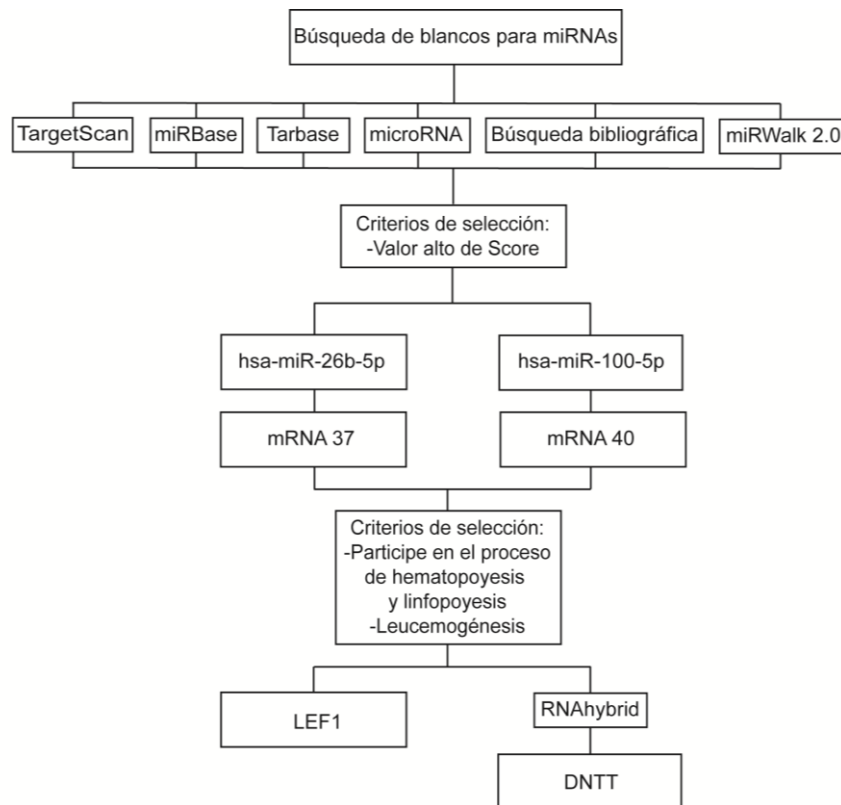 Búsqueda de blancos para miRNAs
TargetScan
miRBase
Tarbase
microRNA
Búsqueda bibliográfica
miRWalk 2.0
Criterios de selección:
-Valor alto de Score
hsa-miR-26b-5p
hsa-miR-100-5p
mRNA 37
mRNA 40
Criterios de selección:
-Participe en el proceso
de hematopoyesis
y linfopoyesis
-Leucemogénesis
LEF1
RNAhybrid
DNTT